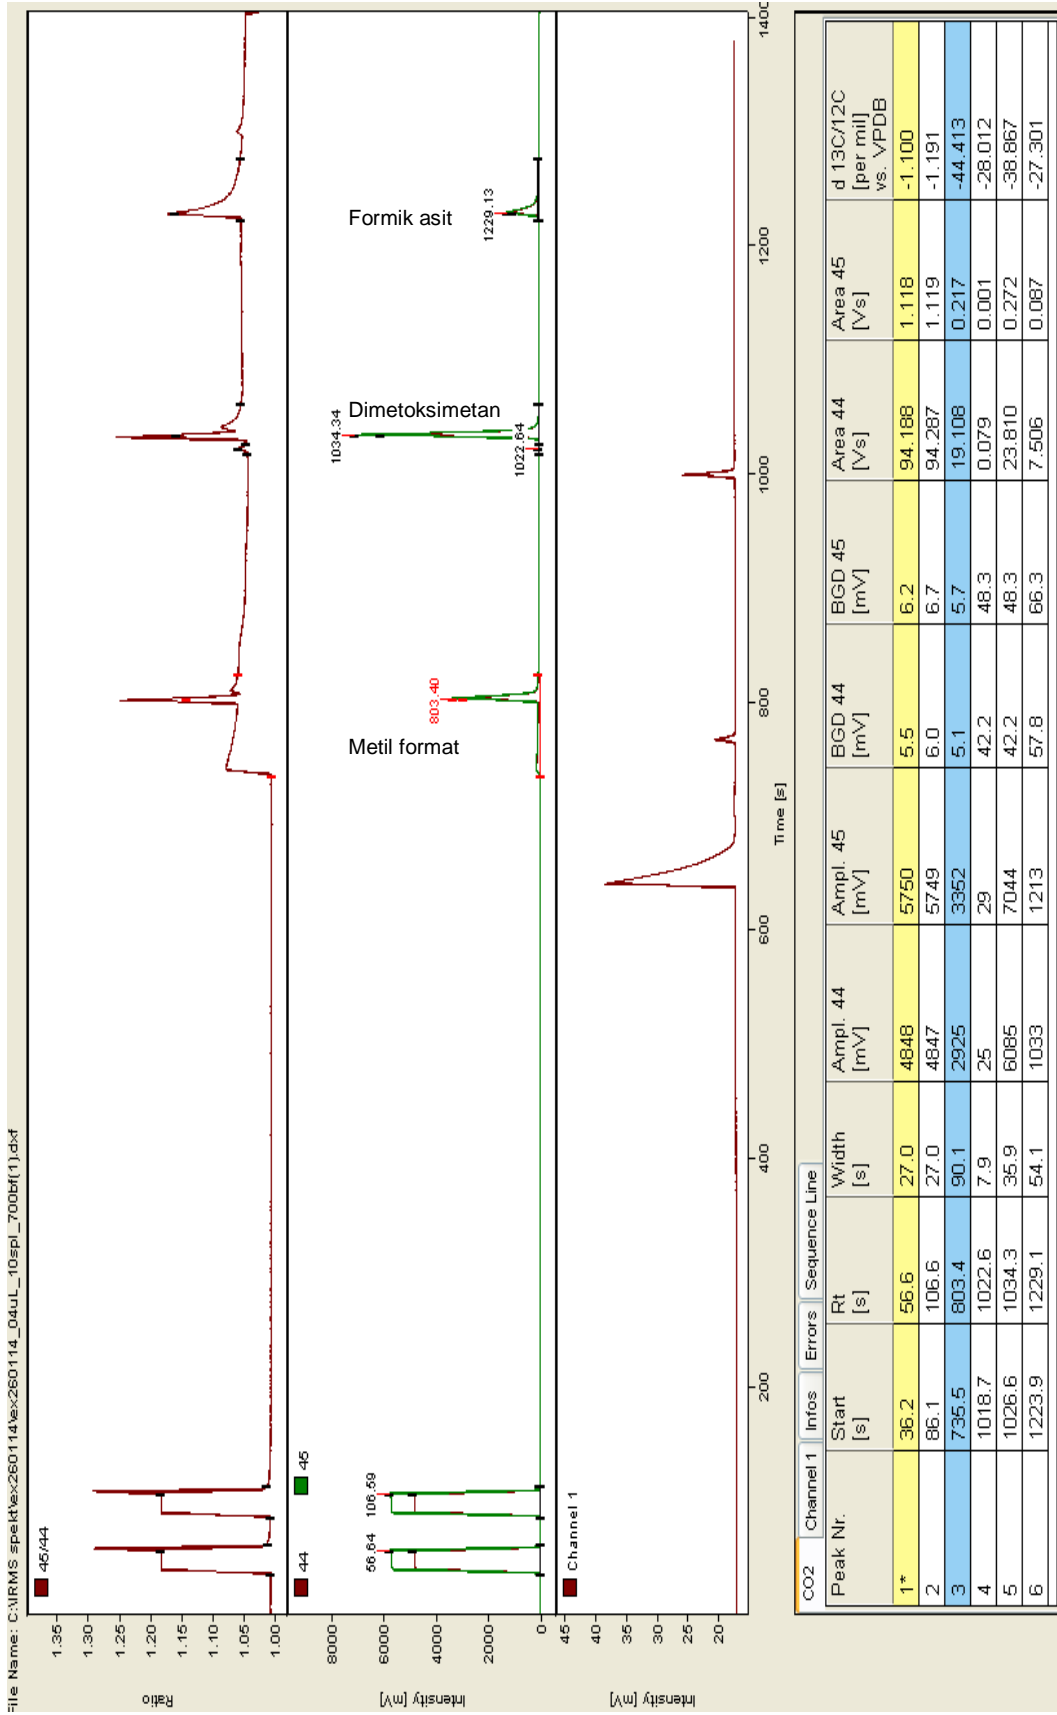 File Name: C:\IRMS spekt\ex260114\ex260114_04uL_10spl_700bf(1).dxf
45/44
Ratio
1.35
1.30
1.25
1.20
1.15
1.10
1.05
1.00
44 45
Intensity [mV]
8000
6000
4000
2000
0
56.64
106.59
803.40
Metil format
1022.64
1034.34
Dimetoksimetan
1229.13
Formik asit
Channel 1
Intensity [mV]
45
40
35
30
25
20
200 400 600 800 1000 1200 1400
Time [s]
CO2 Channel 1 Infos Errors Sequence Line
Peak Nr. Start [s] Rt [s] Width [s] Ampl. 44 [mV] Ampl. 45 [mV] BGD 44 [mV] BGD 45 [mV] Area 44 [Vs] Area 45 [Vs] d 13C/12C [per mil] vs. VPDB
1* 36.2 56.6 27.0 4848 5750 5.5 6.2 94.188 1.118 -1.100
2 86.1 106.6 27.0 4847 5749 6.0 6.7 94.287 1.119 -1.191
3 735.5 803.4 90.1 2925 3352 5.1 5.7 19.108 0.217 -44.413
4 1018.7 1022.6 7.9 25 29 42.2 48.3 0.079 0.001 -28.012
5 1026.6 1034.3 35.9 6085 7044 42.2 48.3 23.810 0.272 -38.867
6 1223.9 1229.1 54.1 1033 1213 57.8 66.3 7.506 0.087 -27.301